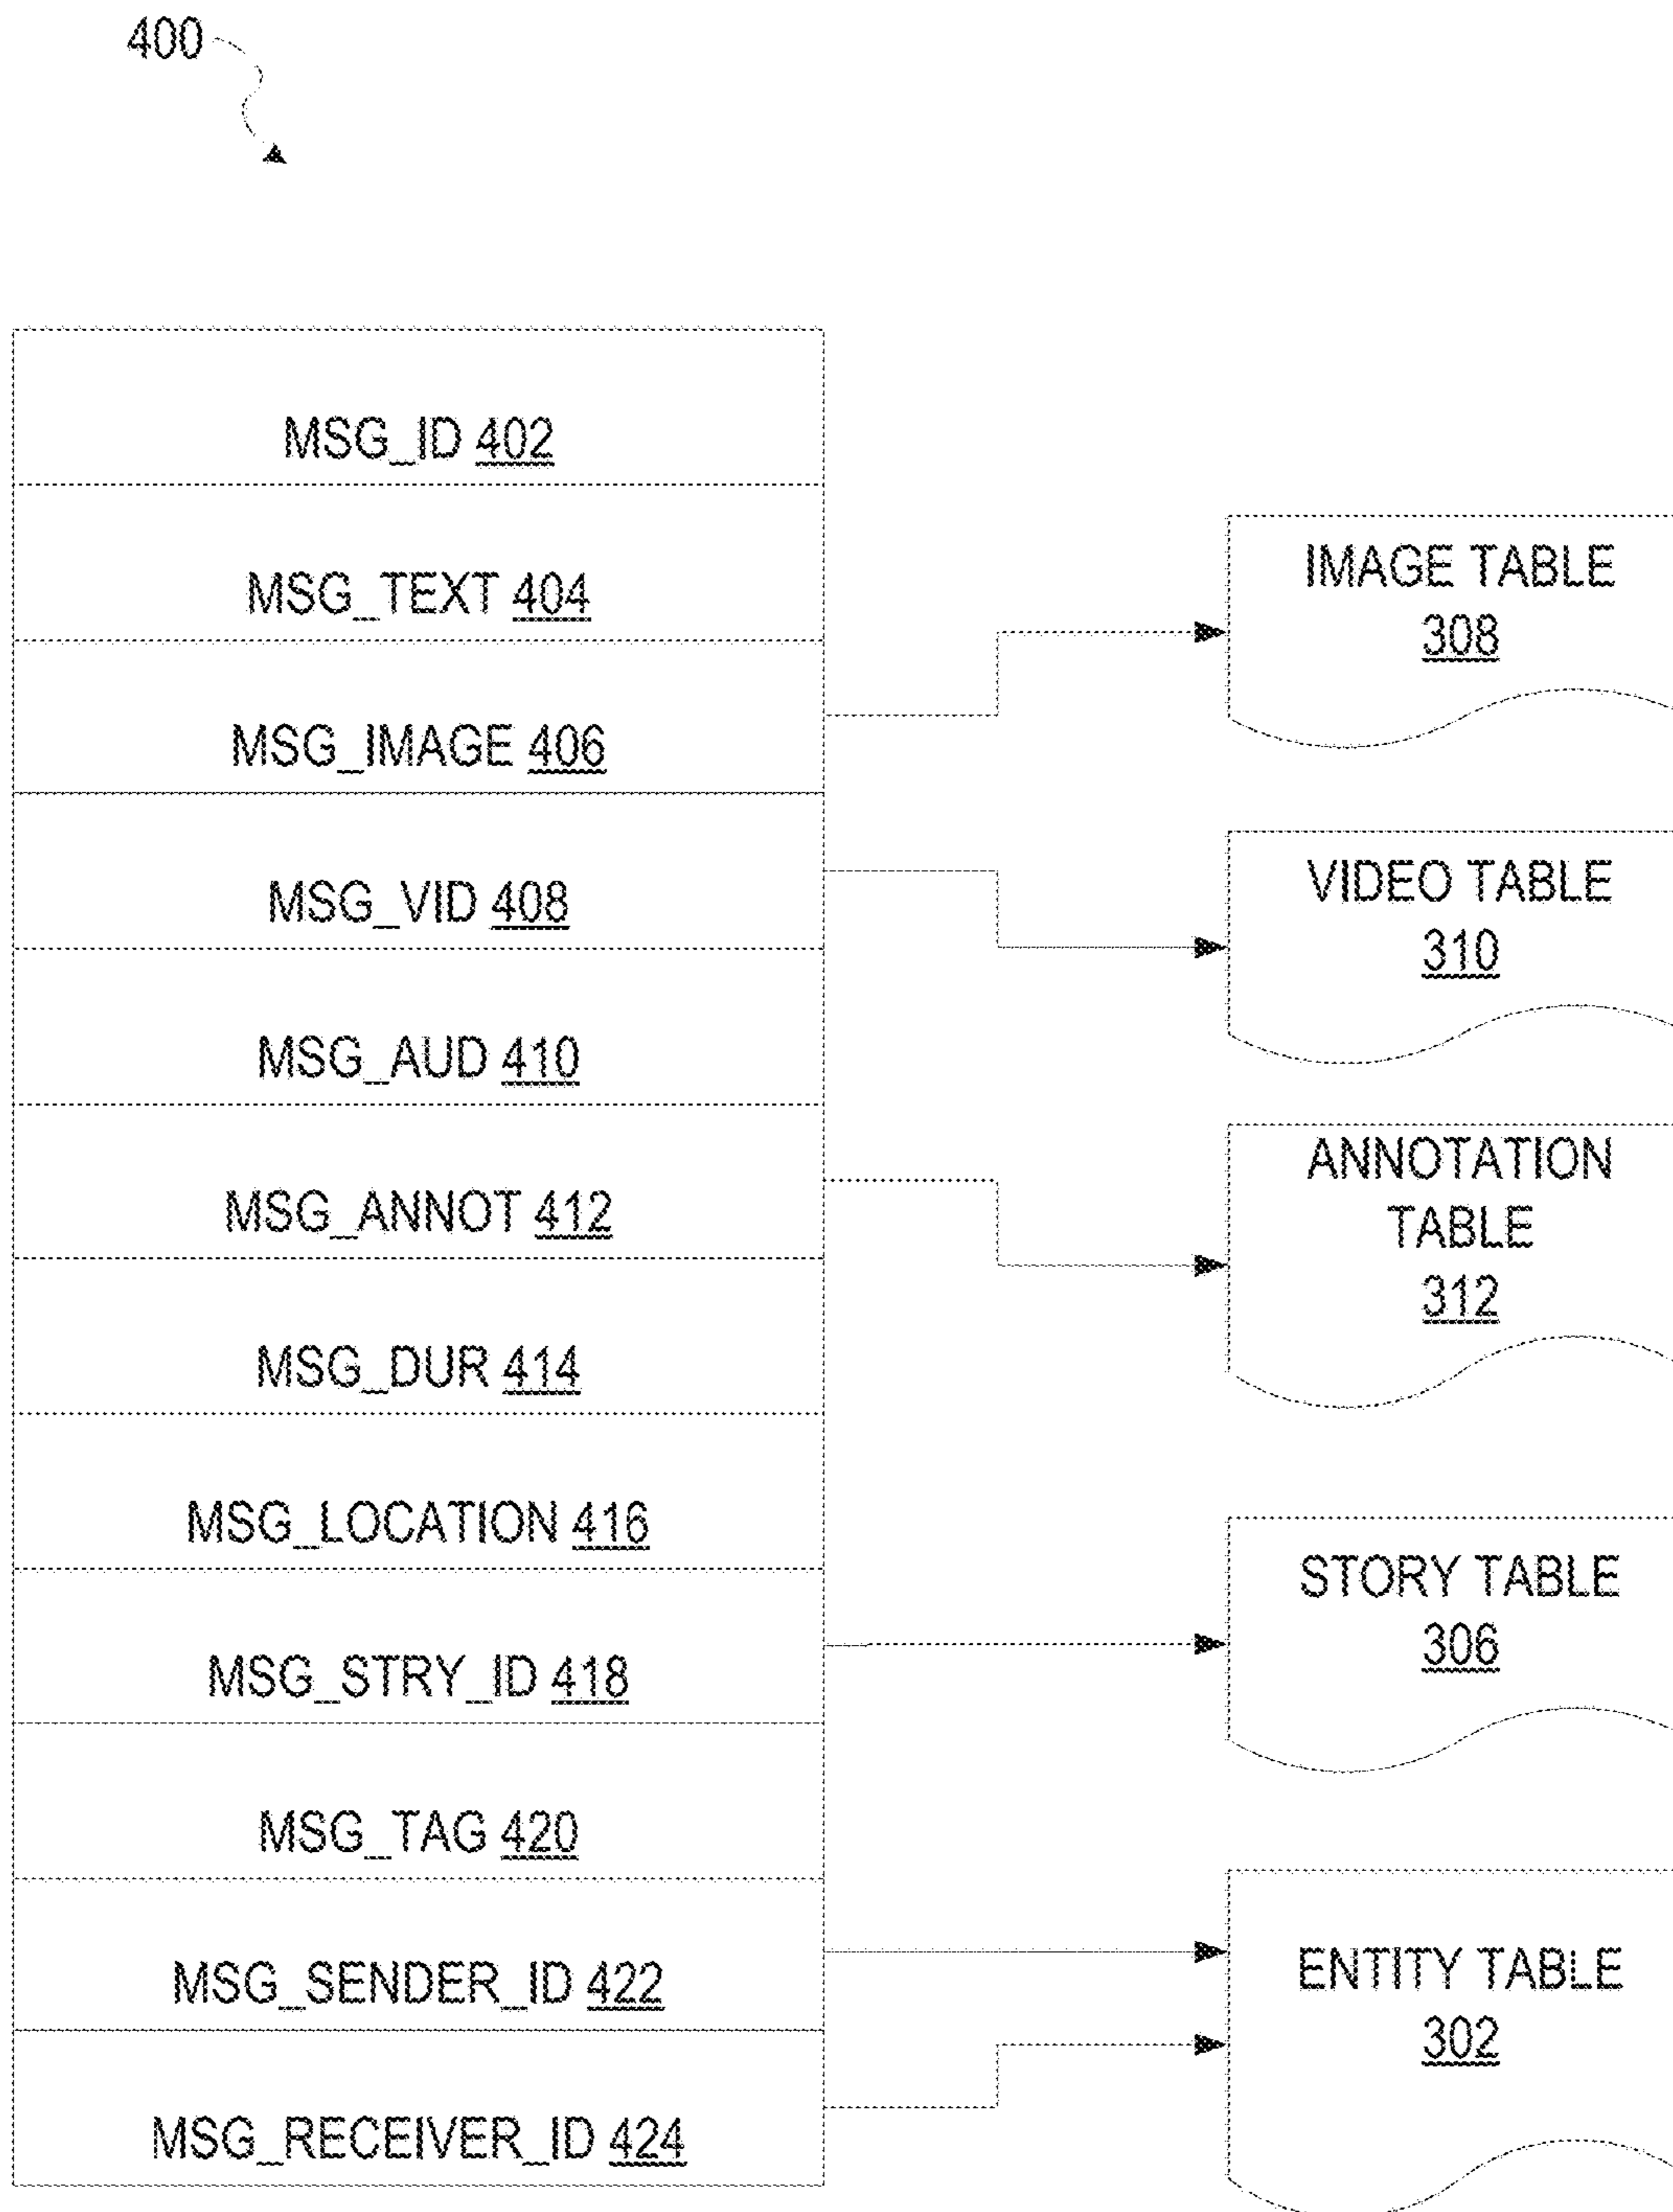 400
MSG_ID 402
MSG_TEXT 404
MSG_IMAGE 406
MSG_VID 408
MSG_AUD 410
MSG_ANNOT 412
MSG_DUR 414
MSG_LOCATION 416
MSG_STRY_ID 418
MSG_TAG 420
MSG_SENDER_ID 422
MSG_RECEIVER_ID 424
IMAGE TABLE
308
VIDEO TABLE
310
ANNOTATION
TABLE
312
STORY TABLE
306
ENTITY TABLE
302